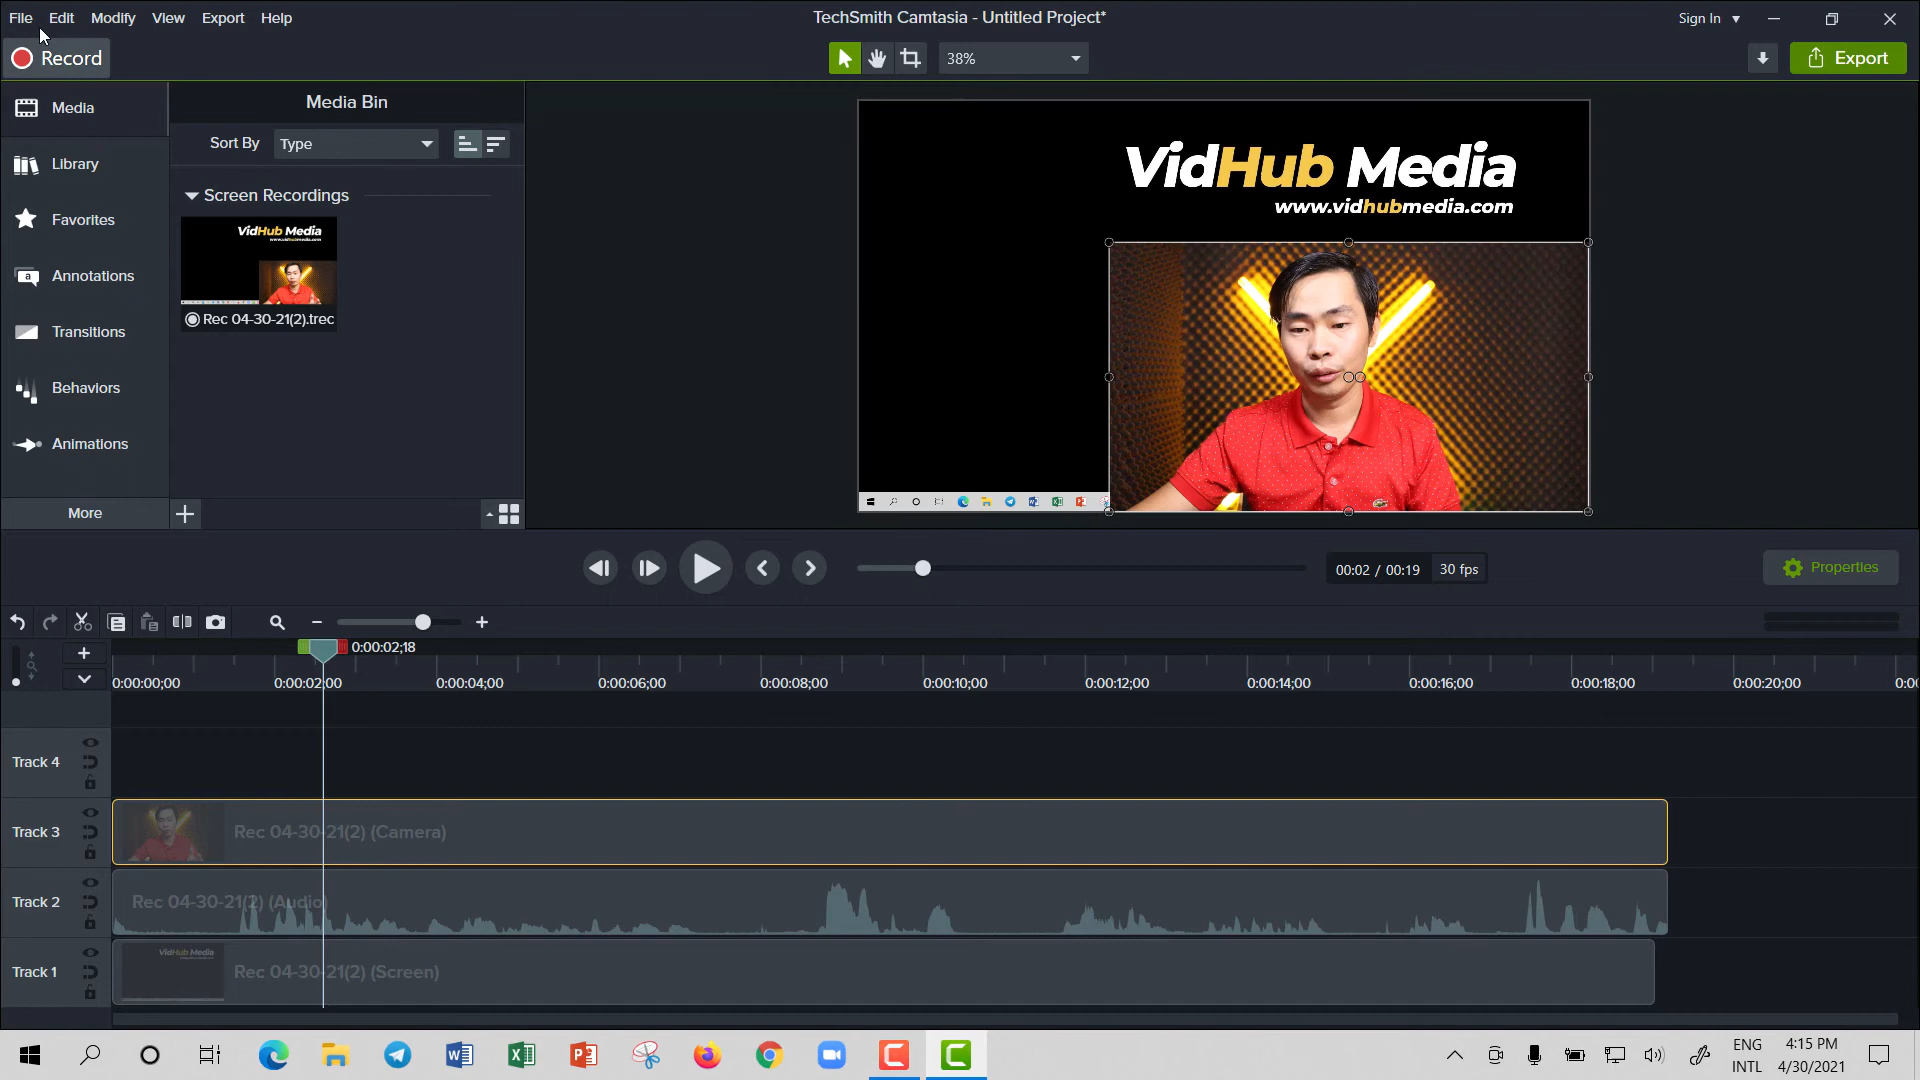 File Edit Modify View Export Help
TechSmith Camtasia - Untitled Project*
Sign In
Record
38%
Export
Media
Library
Favorites
a
Annotations
Transitions
Behaviors
Animations
More
Media Bin
Sort By Type
Screen Recordings
VidHub Media
Rec 04-30-21(2).trec
VidHub Media
www.vidhubmedia.com
00:02 / 00:19 30 fps
Properties
0:00:02;18
0:00:00;00 0:00:02;00 0:00:04;00 0:00:06;00 0:00:08;00 0:00:10;00 0:00:12;00 0:00:14;00 0:00:16;00 0:00:18;00 0:00:20;00 0:00
Track 4
Track 3
Rec 04-30-21(2) (Camera)
Track 2
Rec 04-30-21(2) (Audio)
Track 1
VidHub Media
Rec 04-30-21(2) (Screen)
ENG
INTL
4:15 PM
4/30/2021